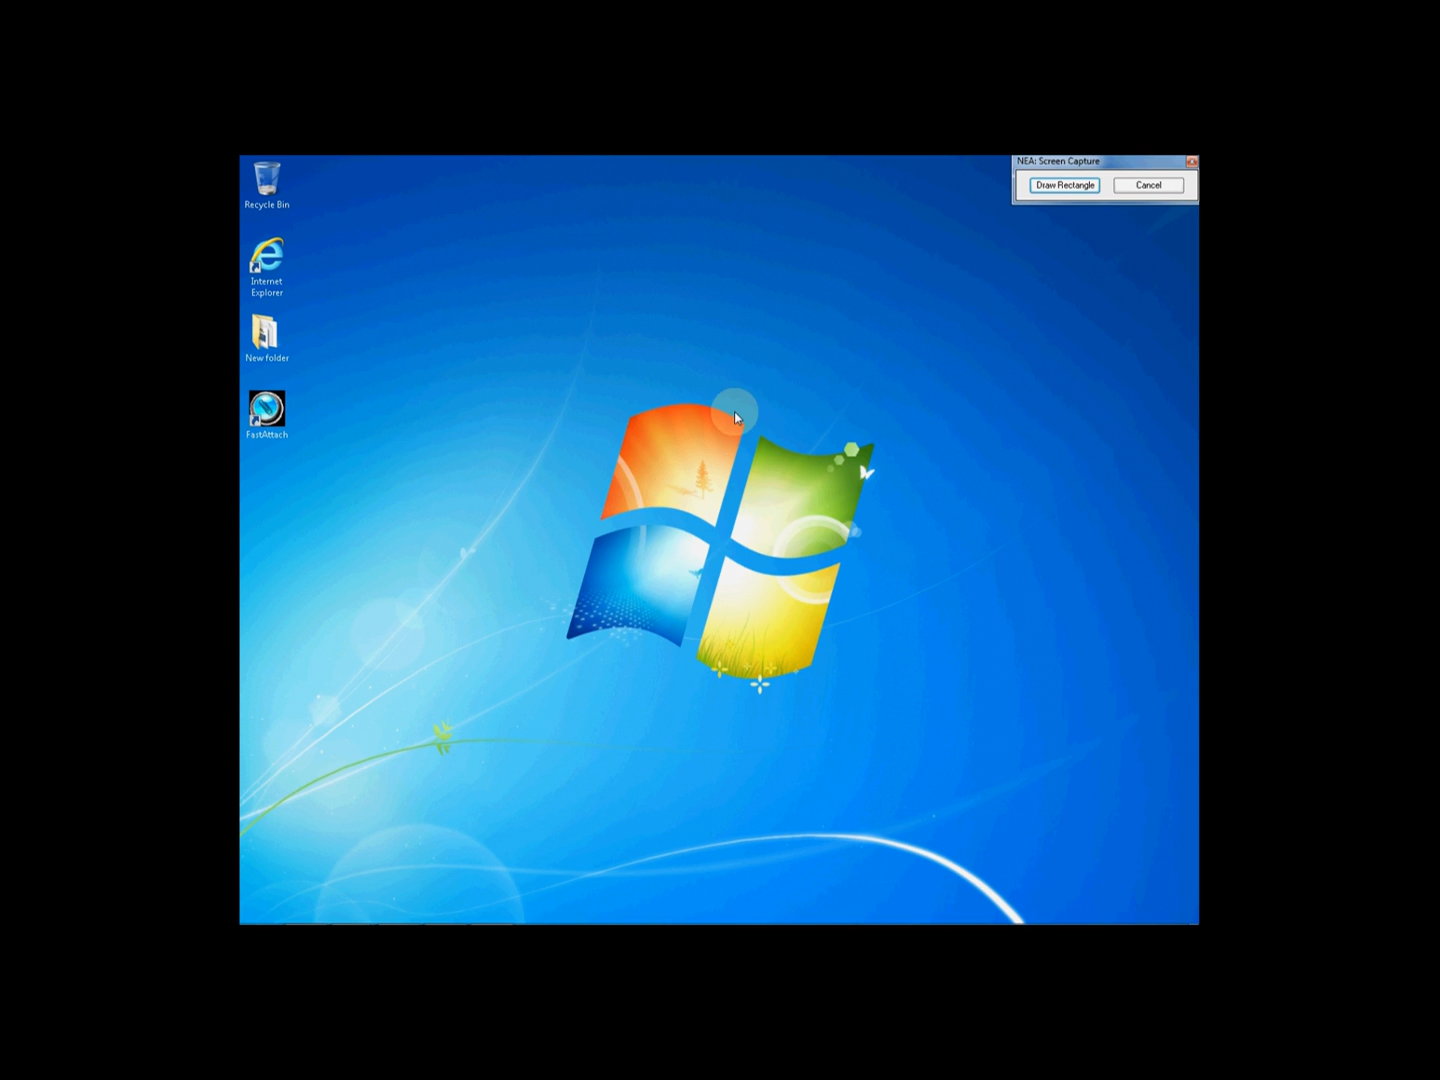 Recycle Bin
Internet
Explorer
New folder
FastAttach
NEA: Screen Capture
Draw Rectangle
Cancel